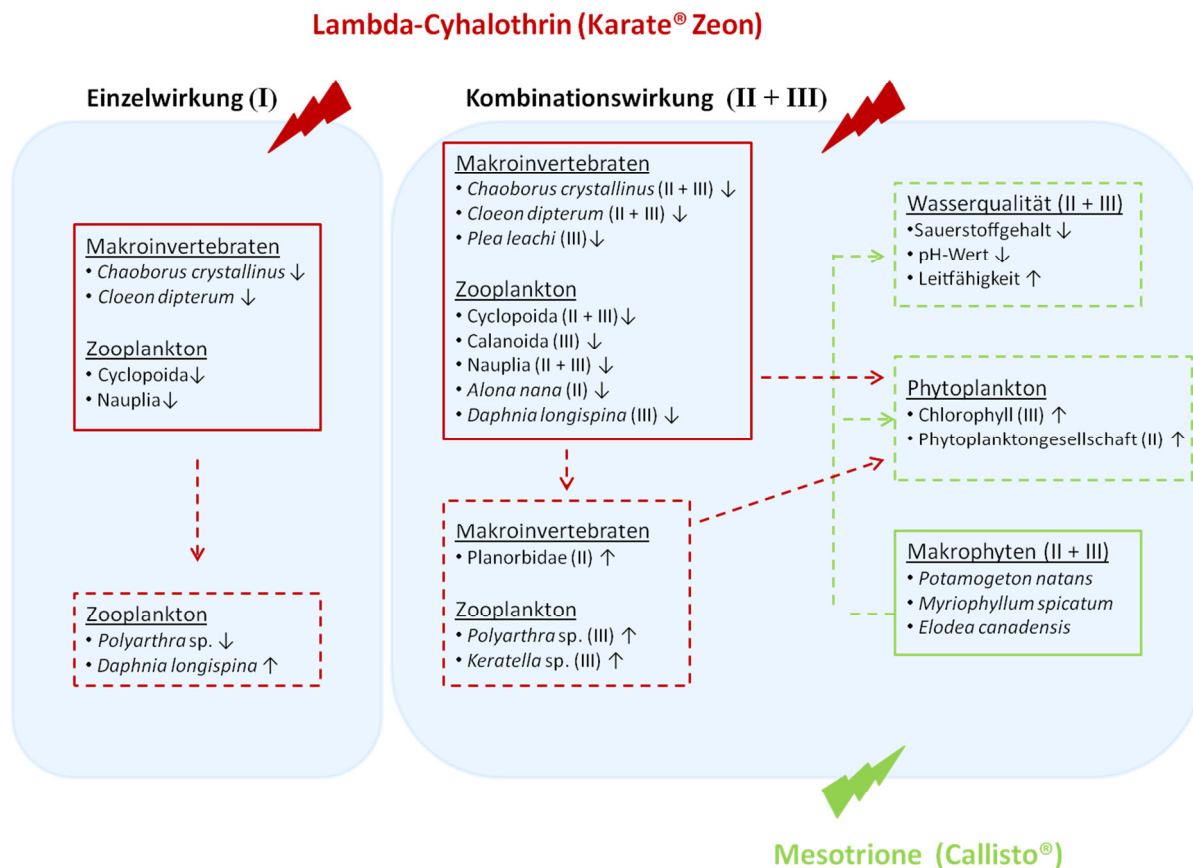 Lambda-Cyhalothrin (Karate® Zeon)
Einzelwirkung (I)
Makroinvertebraten
• Chaoborus crystallinus ↓
• Cloeon dipterum ↓
Zooplankton
• Cyclopoida↓
• Nauplia↓
Zooplankton
• Polyarthra sp. ↓
• Daphnia longispina ↑
Kombinationswirkung (II + III)
Makroinvertebraten
• Chaoborus crystallinus (II + III) ↓
• Cloeon dipterum (II + III) ↓
• Plea leachi (III)↓
Zooplankton
• Cyclopoida (II + III)↓
• Calanoida (III) ↓
• Nauplia (II + III) ↓
• Alona nana (II) ↓
• Daphnia longispina (III) ↓
Makroinvertebraten
• Planorbidae (II) ↑
Zooplankton
• Polyarthra sp. (III) ↑
• Keratella sp. (III) ↑
Wasserqualität (II + III)
•Sauerstoffgehalt ↓
• pH-Wert ↓
• Leitfähigkeit ↑
Phytoplankton
• Chlorophyll (III) ↑
• Phytoplanktongesellschaft (II) ↑
Makrophyten (II + III)
• Potamogeton natans
• Myriophyllum spicatum
• Elodea canadensis
Mesotrione (Callisto®)